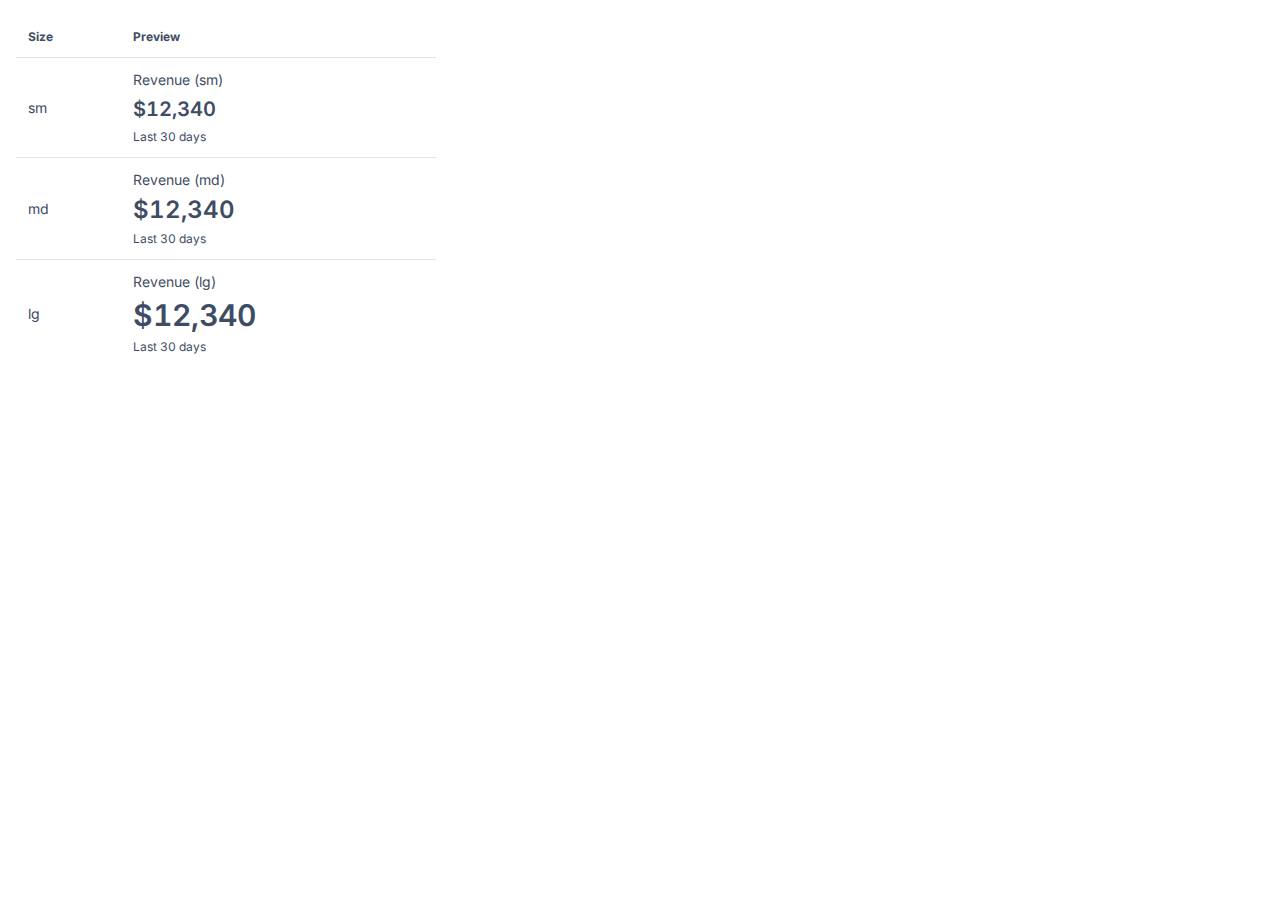 Size Preview
Revenue (sm)
sm $12,340
Last 30 days
Revenue (md)
md $12,340
Last 30 days
Revenue (lg)
lg $12,340
Last 30 days